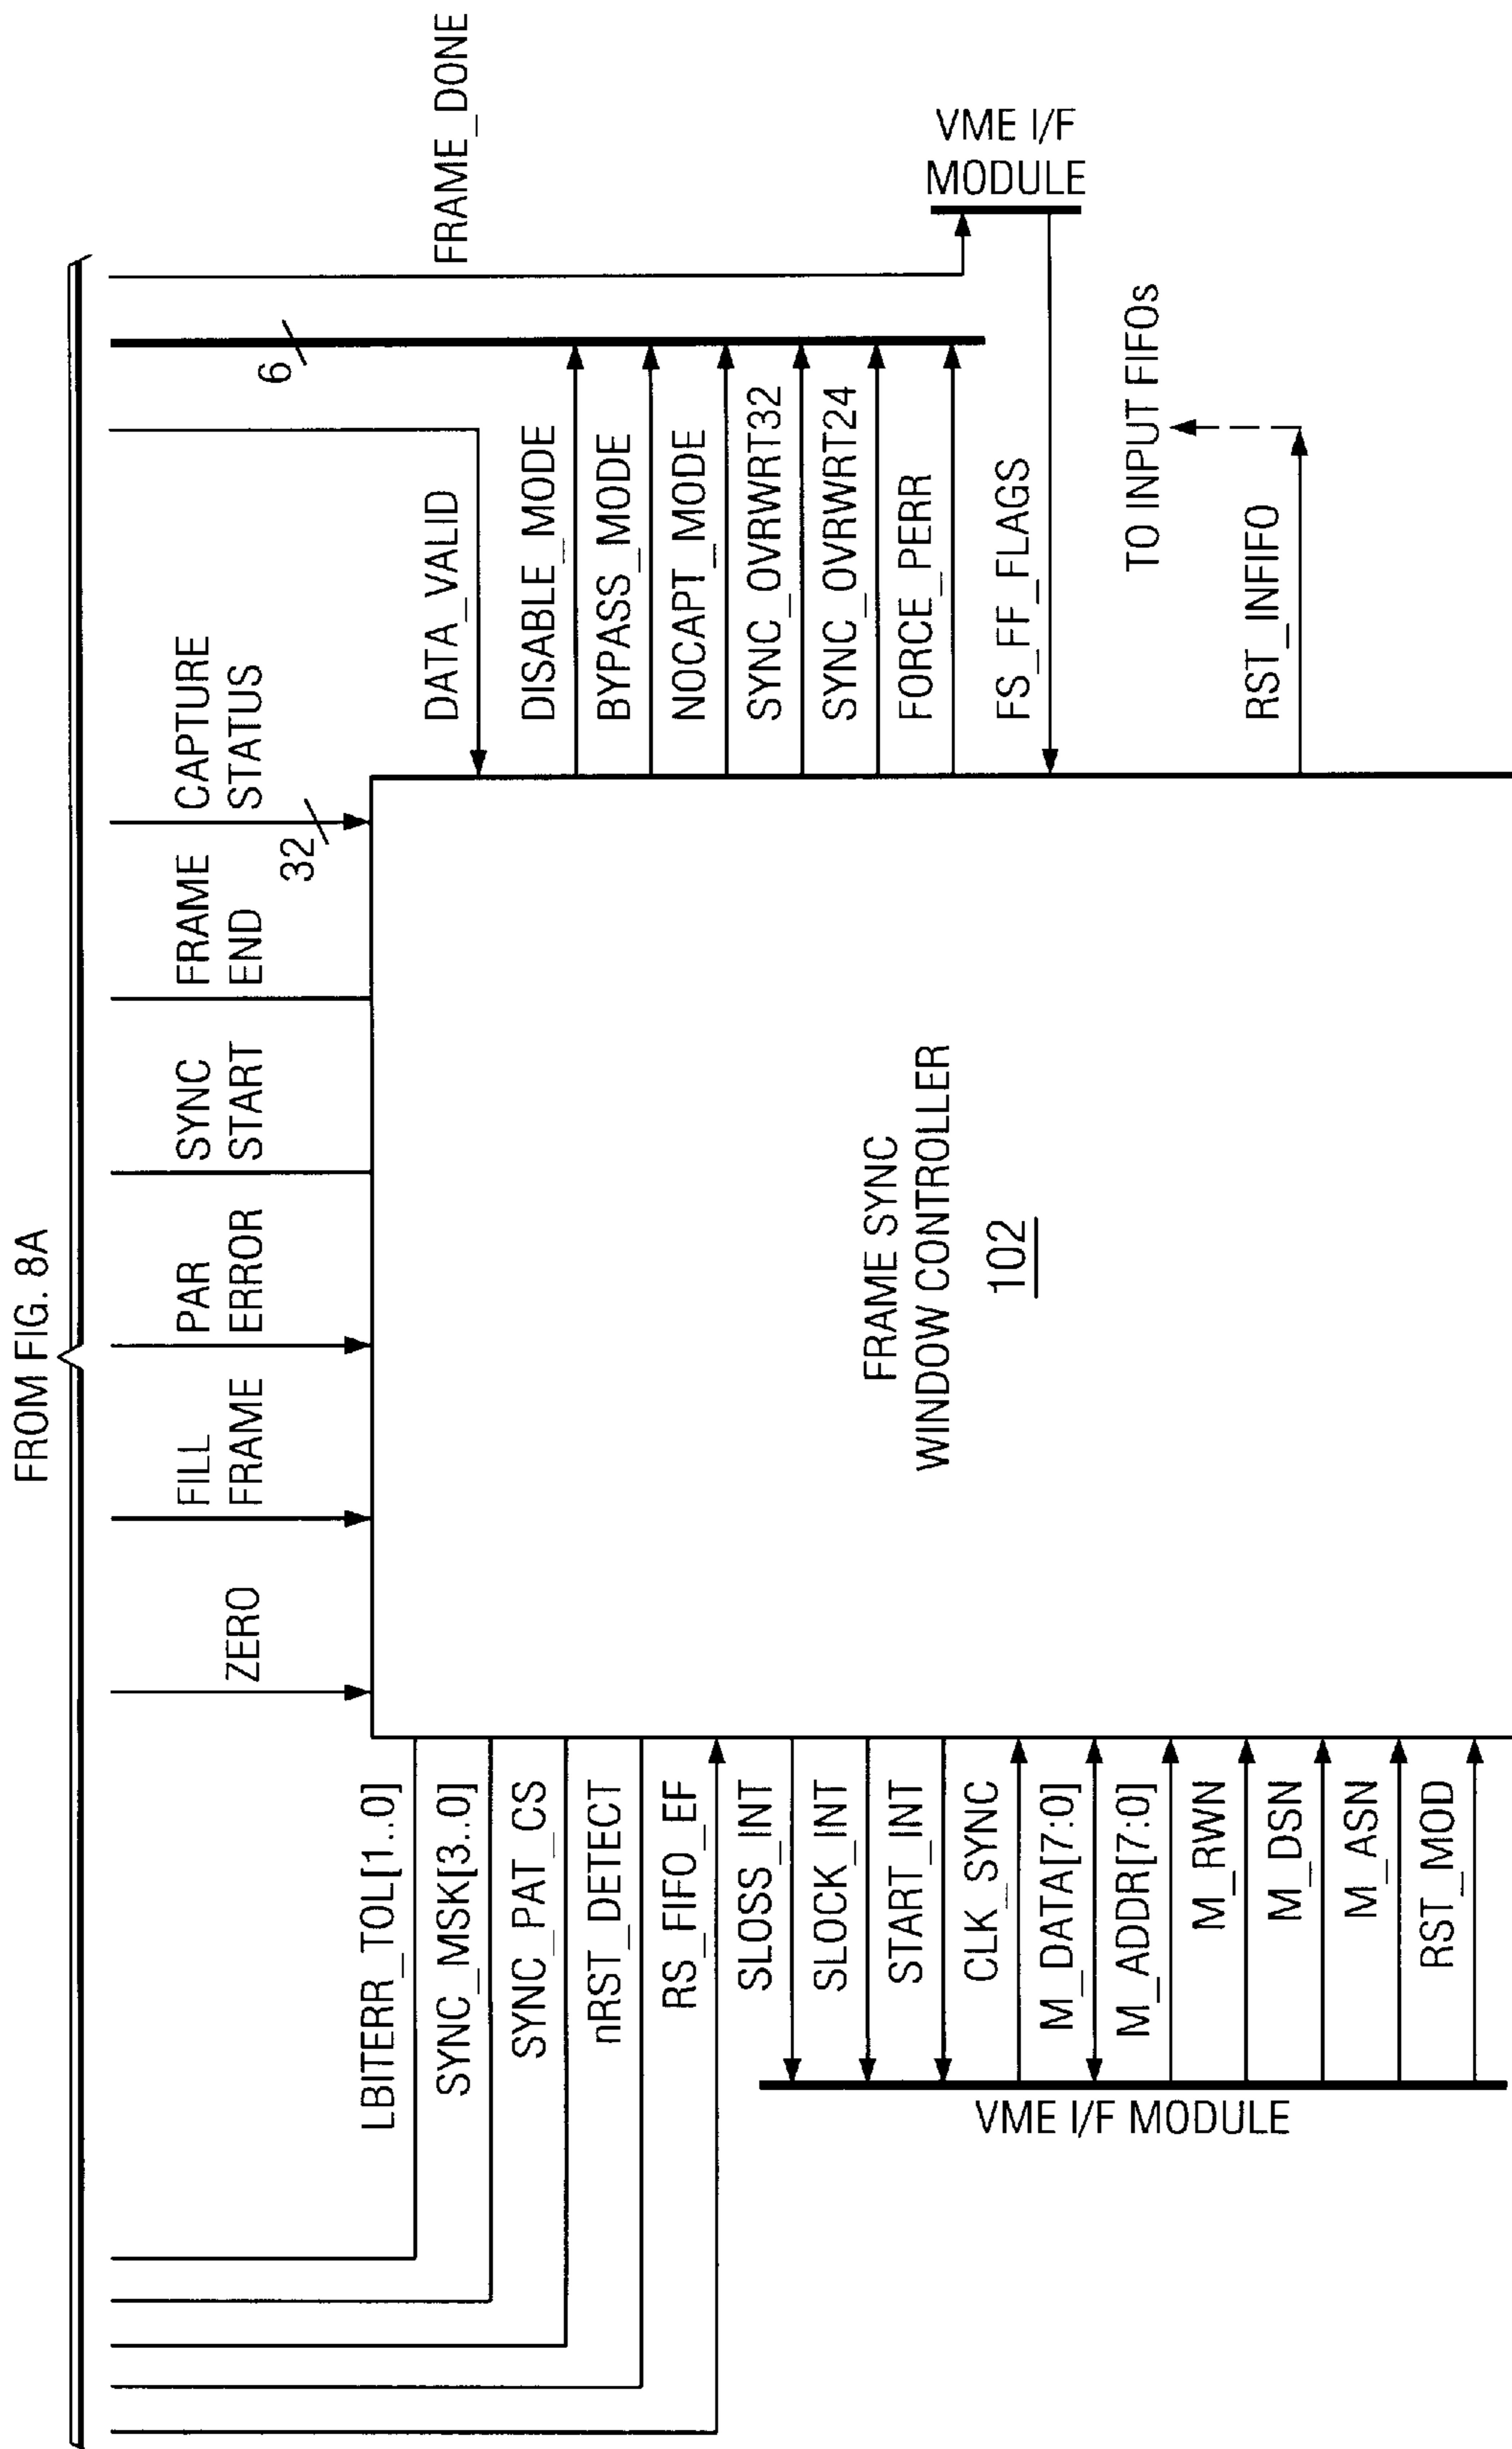 FROM FIG. 8A
ZERO
FILL
FRAME
PAR
ERROR
SYNC
START
FRAME
END
CAPTURE
STATUS
32
6
FRAME_DONE
LBITERR_TOL[1..0]
SYNC_MSK[3..0]
SYNC_PAT_CS
nRST_DETECT
RS_FIFO_EF
SLOSS_INT
SLOCK_INT
START_INT
CLK_SYNC
M_DATA[7:0]
M_ADDR[7:0]
M_RWN
M_DSN
M_ASN
RST_MOD
VME I/F MODULE
FRAME SYNC
WINDOW CONTROLLER
102
DATA_VALID
DISABLE_MODE
BYPASS_MODE
NOCAPT_MODE
SYNC_OVRWRT32
SYNC_OVRWRT24
FORCE_PERR
FS_FF_FLAGS
VME I/F
MODULE
TO INPUT FIFOs
RST_INFIFO